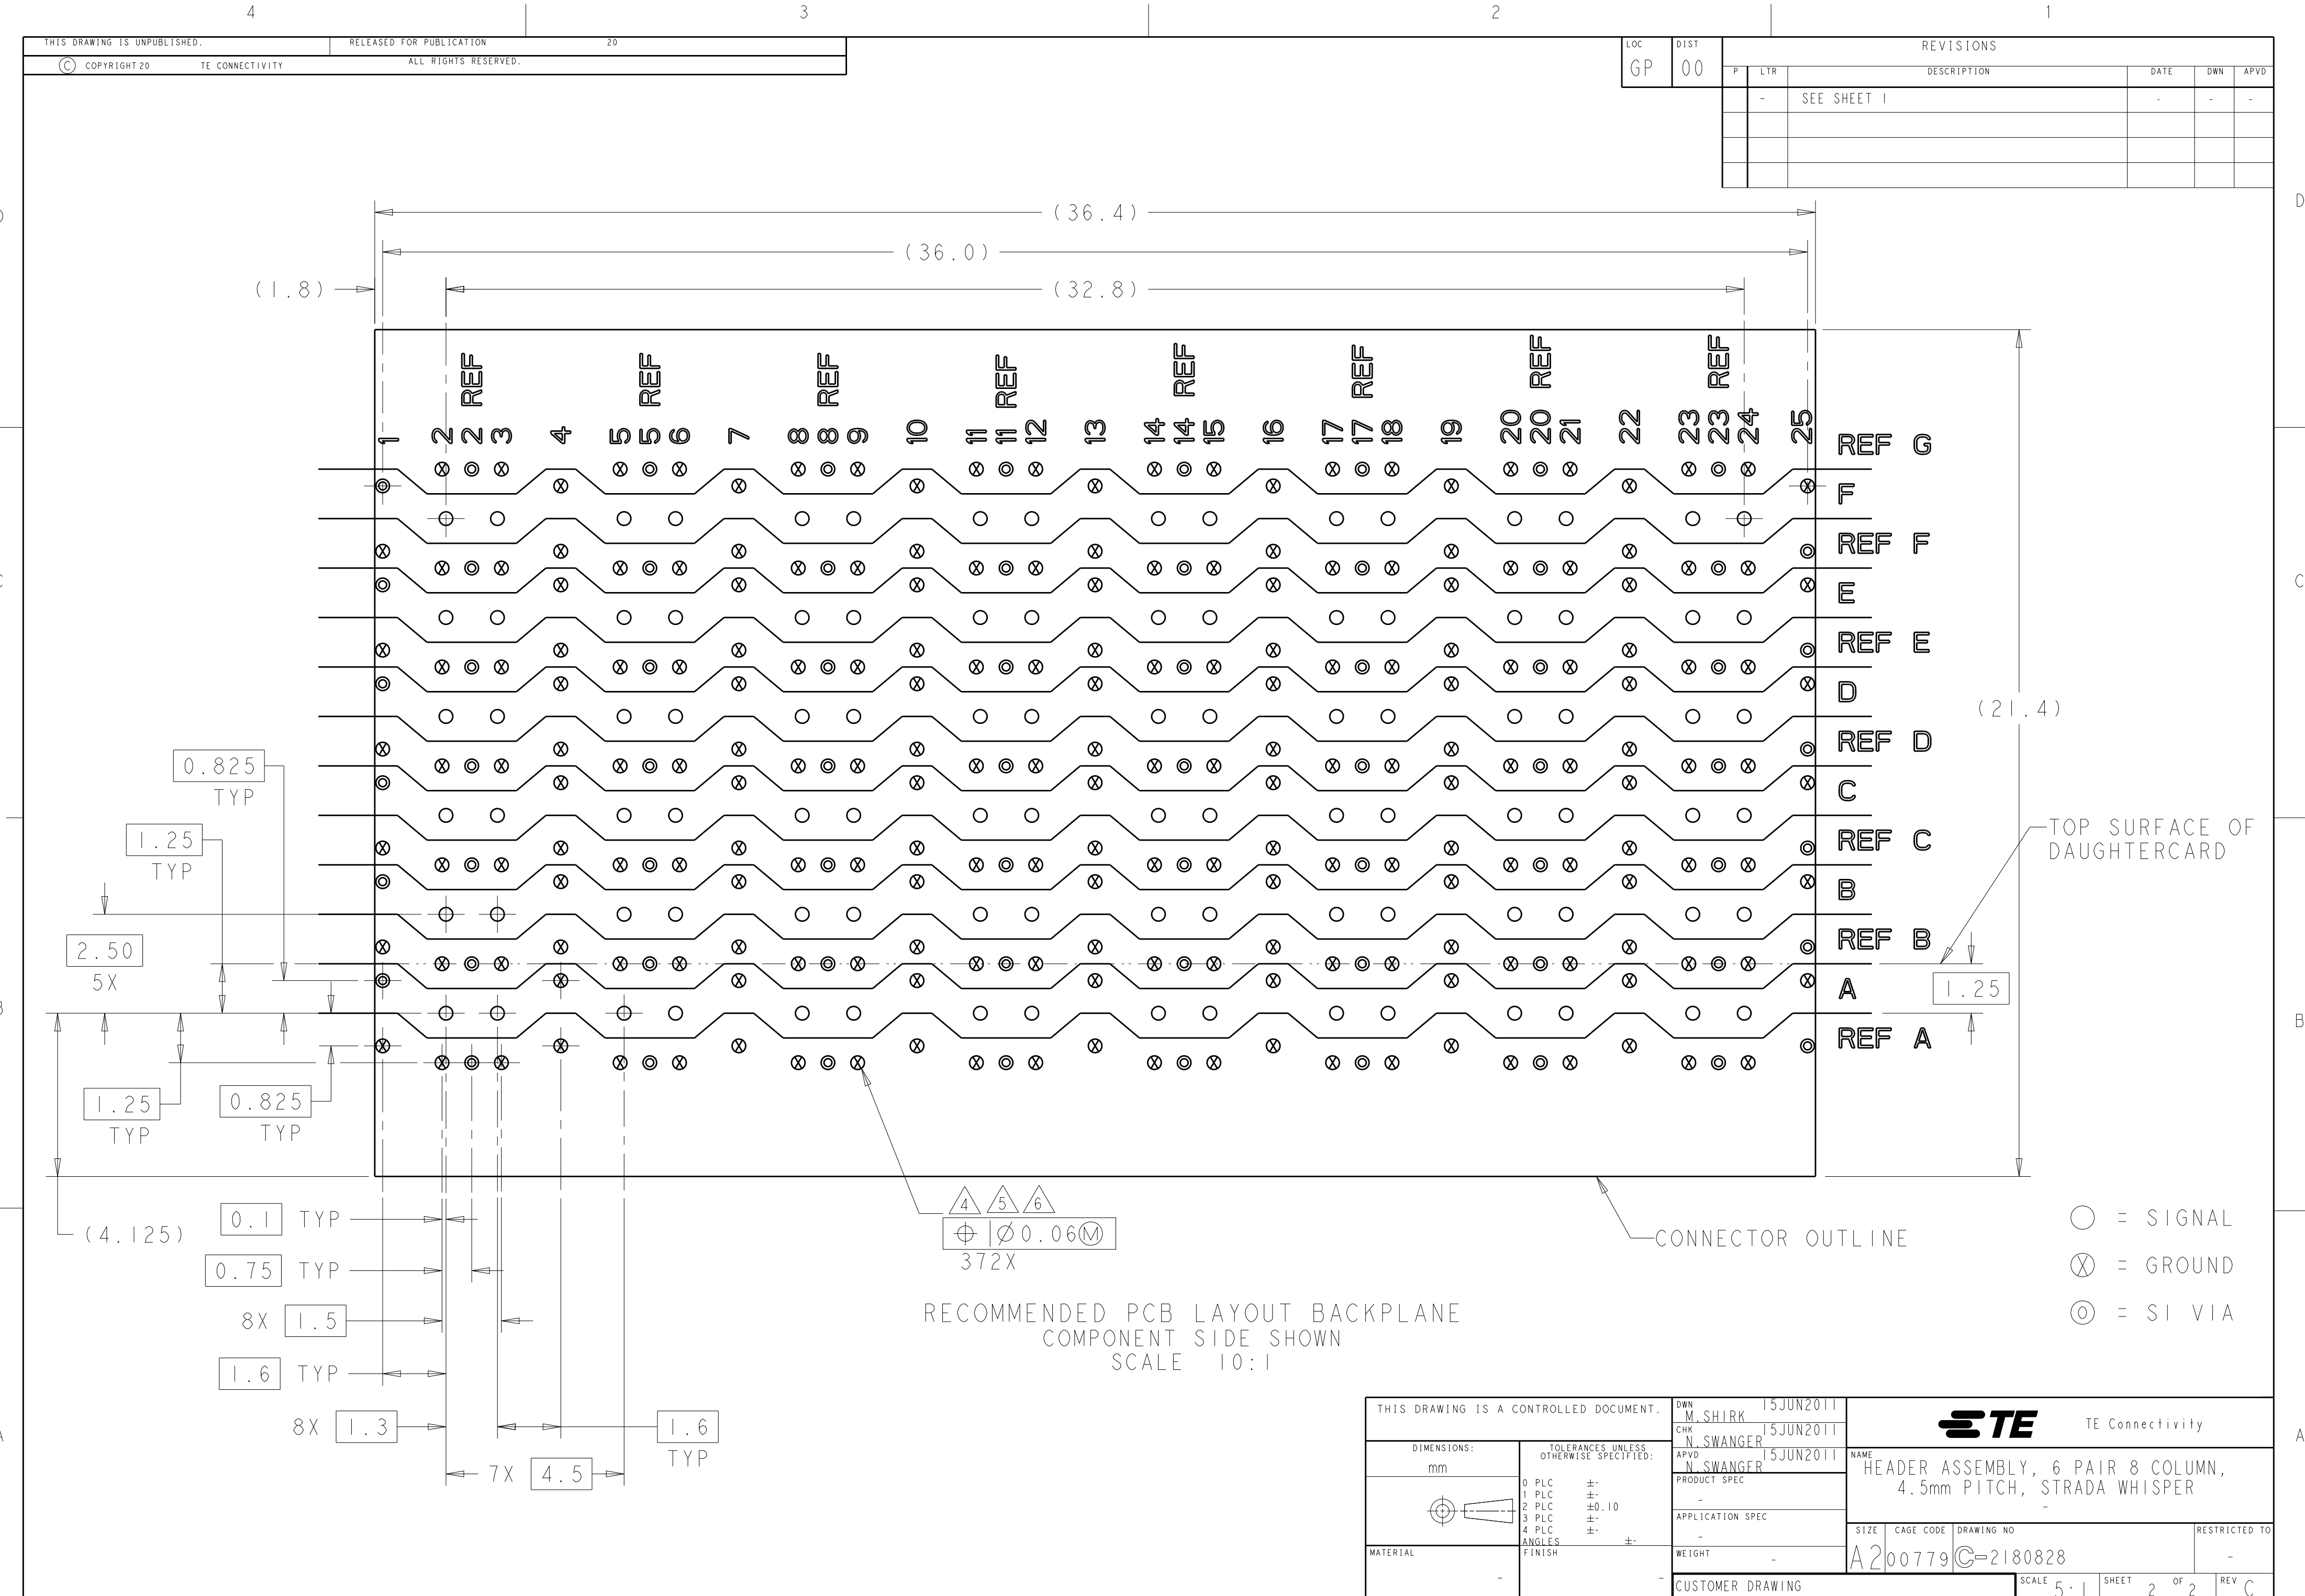 4 3 2 1
THIS DRAWING IS UNPUBLISHED. RELEASED FOR PUBLICATION 20
© COPYRIGHT 20 TE CONNECTIVITY ALL RIGHTS RESERVED.
LOC DIST REVISIONS
GP 00
P LTR DESCRIPTION DATE DWN APVD
- SEE SHEET 1 - - -
D
(36.4)
(36.0)
(1.8) (32.8)
REF REF REF REF REF REF REF REF
1 2 2 3 4 5 5 6 7 8 8 9 10 11 11 12 13 14 14 15 16 17 17 18 19 20 20 21 22 23 23 24 25
REF G
F
REF F
C
E
REF E
D
(21.4)
REF D
0.825
TYP
C
TOP SURFACE OF
DAUGHTERCARD
1.25
TYP
REF C
B
2.50
5X
REF B
A
1.25
B
REF A
1.25
TYP
0.825
TYP
4 5 6
⌖ Ø0.06Ⓜ
372X
(4.125)
0.1 TYP
CONNECTOR OUTLINE
○ = SIGNAL
0.75 TYP
⊗ = GROUND
8X 1.5
◎ = SI VIA
RECOMMENDED PCB LAYOUT BACKPLANE
COMPONENT SIDE SHOWN
SCALE 10:1
1.6 TYP
8X 1.3
1.6
TYP
7X 4.5
A
THIS DRAWING IS A CONTROLLED DOCUMENT.
DIMENSIONS:
mm
TOLERANCES UNLESS
OTHERWISE SPECIFIED:
0 PLC ±-
1 PLC ±-
2 PLC ±0.10
3 PLC ±-
4 PLC ±-
ANGLES ±-
MATERIAL
-
FINISH
-
DWN 15JUN2011
M.SHIRK
CHK 15JUN2011
N.SWANGER
APVD 15JUN2011
N.SWANGER
PRODUCT SPEC
-
APPLICATION SPEC
-
WEIGHT -
CUSTOMER DRAWING
TE TE Connectivity
NAME
HEADER ASSEMBLY, 6 PAIR 8 COLUMN,
4.5mm PITCH, STRADA WHISPER
-
SIZE CAGE CODE DRAWING NO RESTRICTED TO
A2 00779 C-2180828 -
SCALE 5:1 SHEET 2 OF 2 REV C